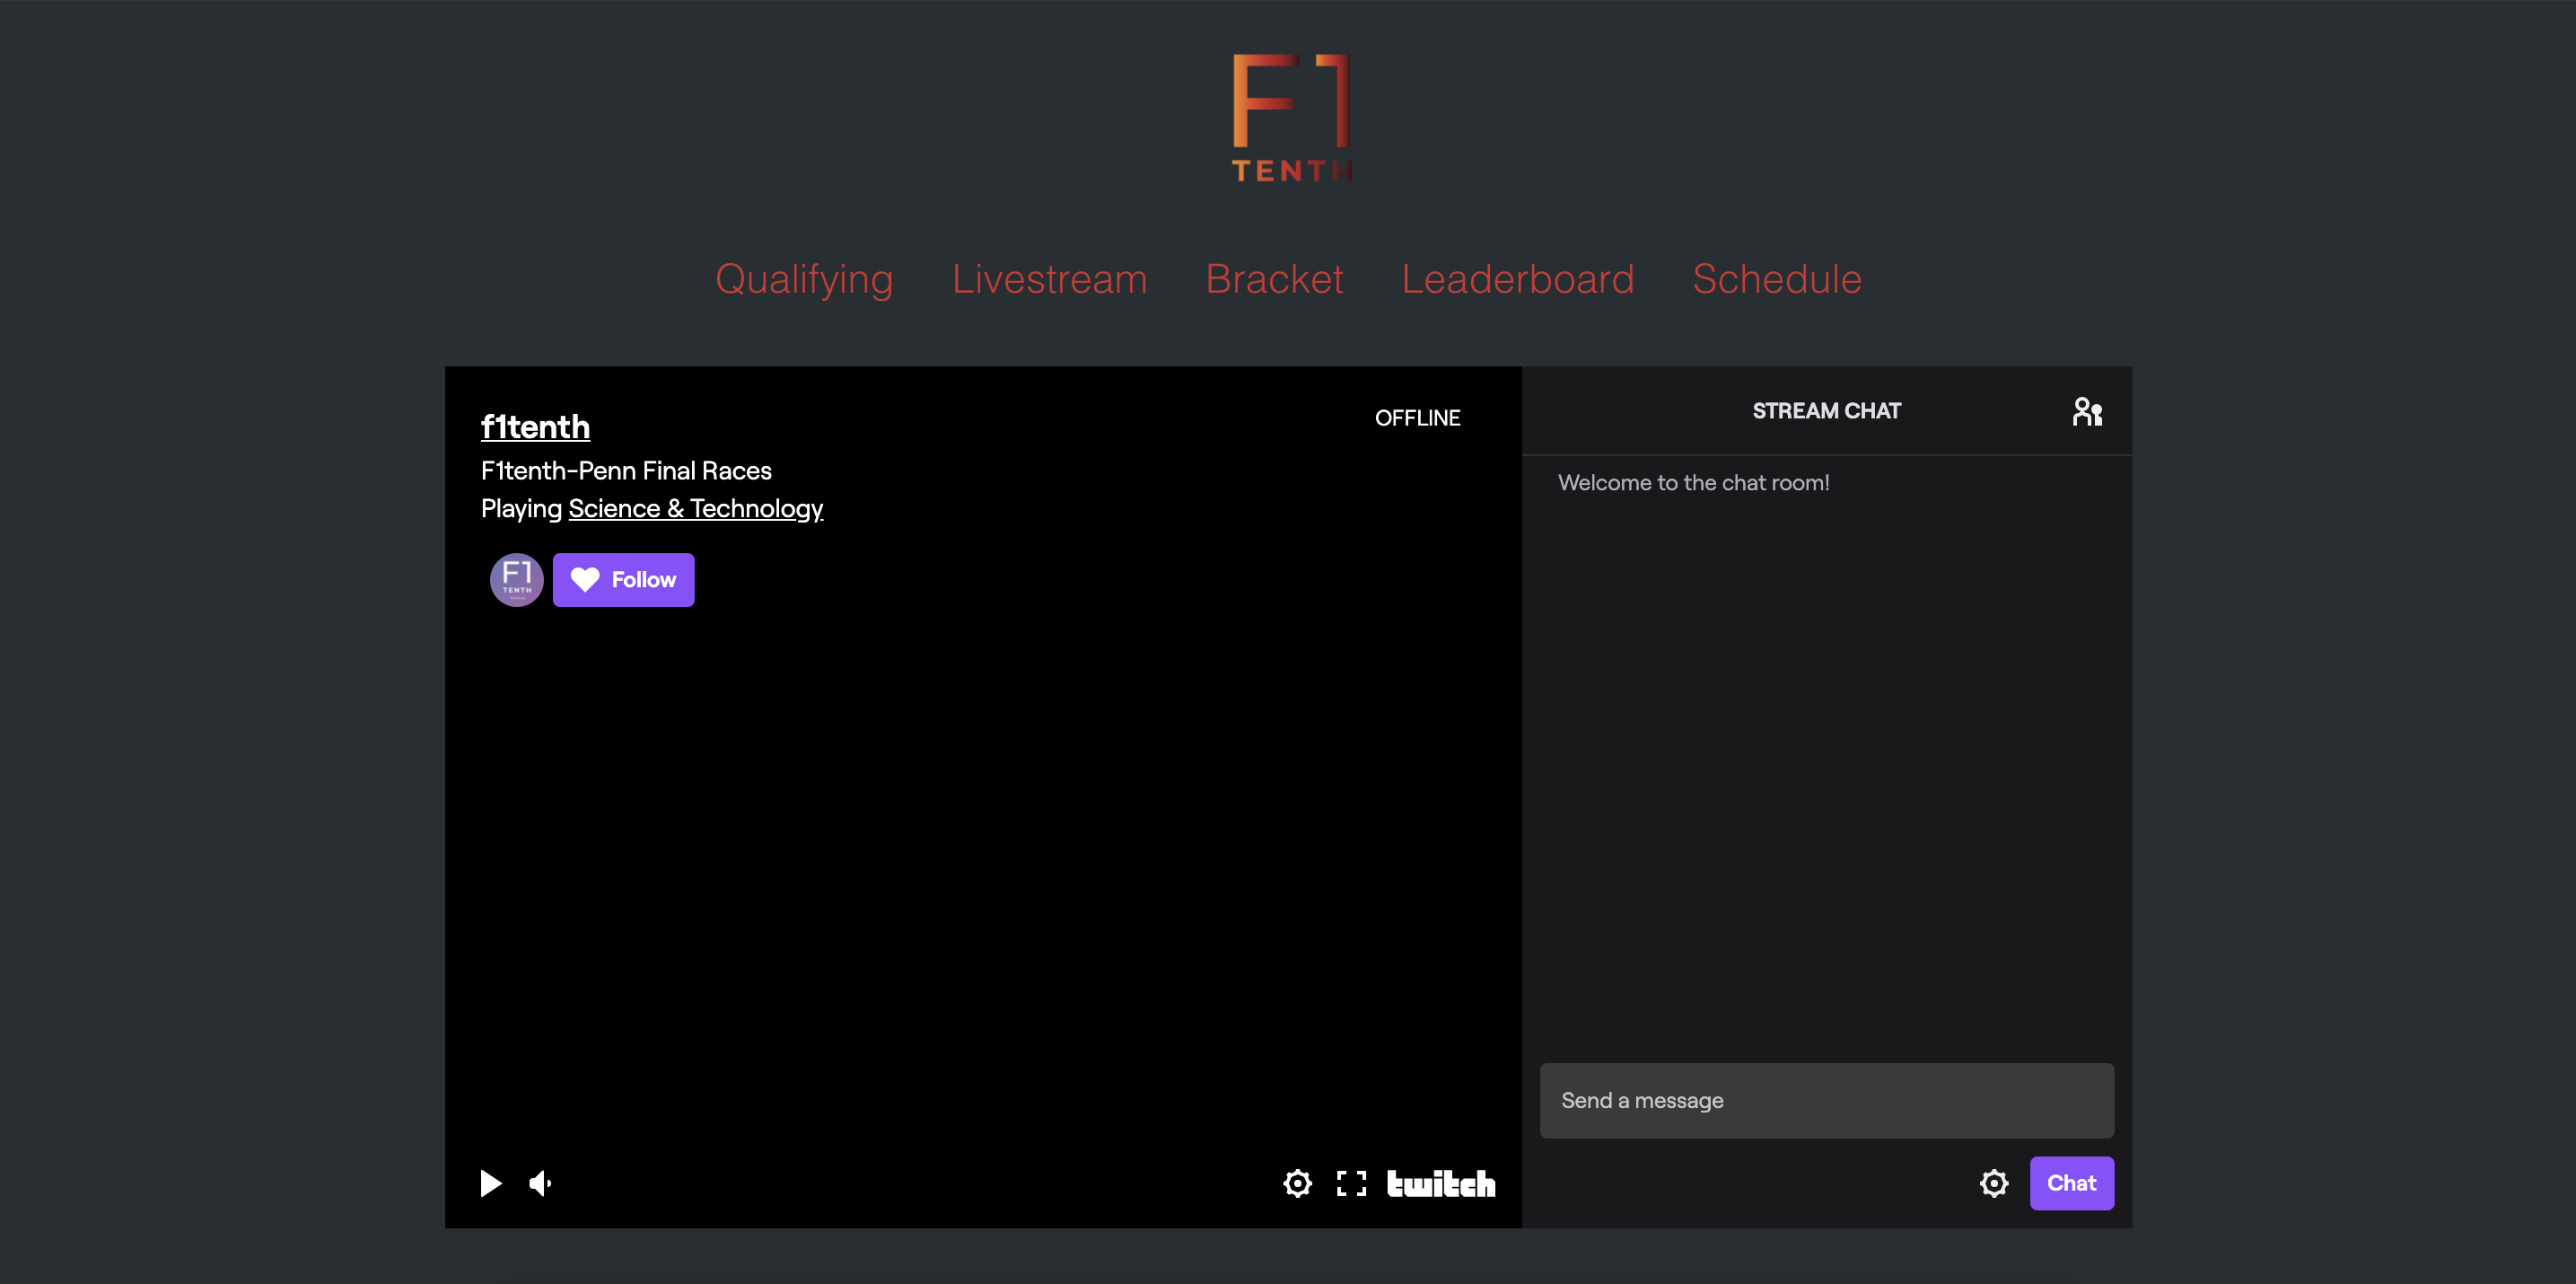 F1
TENTH
Qualifying Livestream Bracket Leaderboard Schedule
f1tenth
OFFLINE
F1tenth-Penn Final Races
Playing Science & Technology
F1
TENTH
Follow
twitch
STREAM CHAT
Welcome to the chat room!
Send a message
Chat